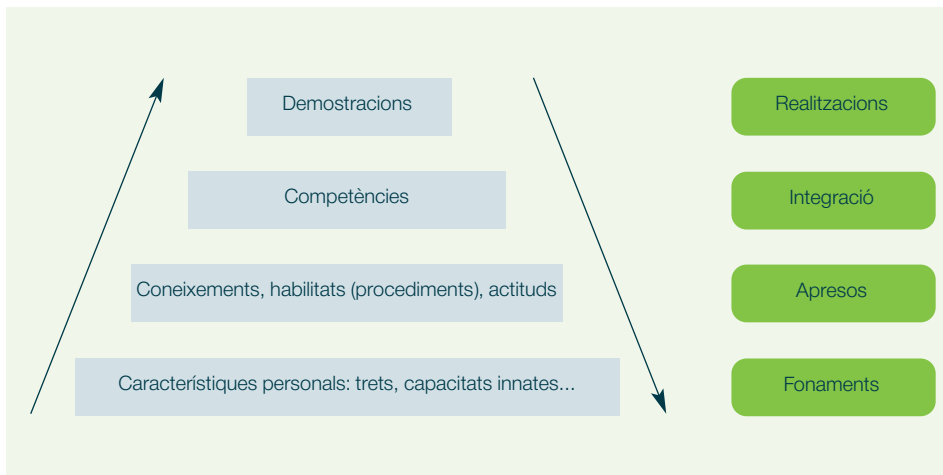 Demostracions
Realitzacions
Competències
Integració
Coneixements, habilitats (procediments), actituds
Apresos
Característiques personals: trets, capacitats innates...
Fonaments